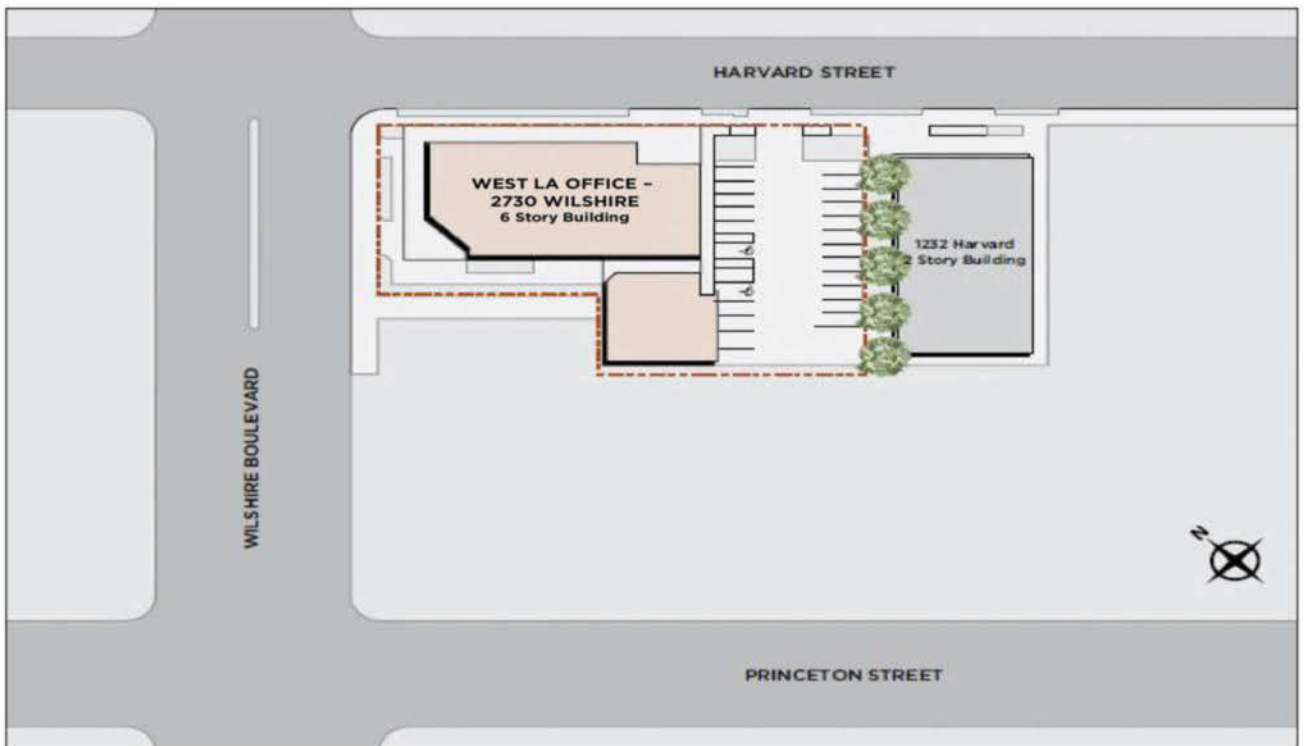 HARVARD STREET
WEST LA OFFICE –
2730 WILSHIRE
6 Story Building
1232 Harvard
2 Story Building
WILSHIRE BOULEVARD
N
PRINCETON STREET